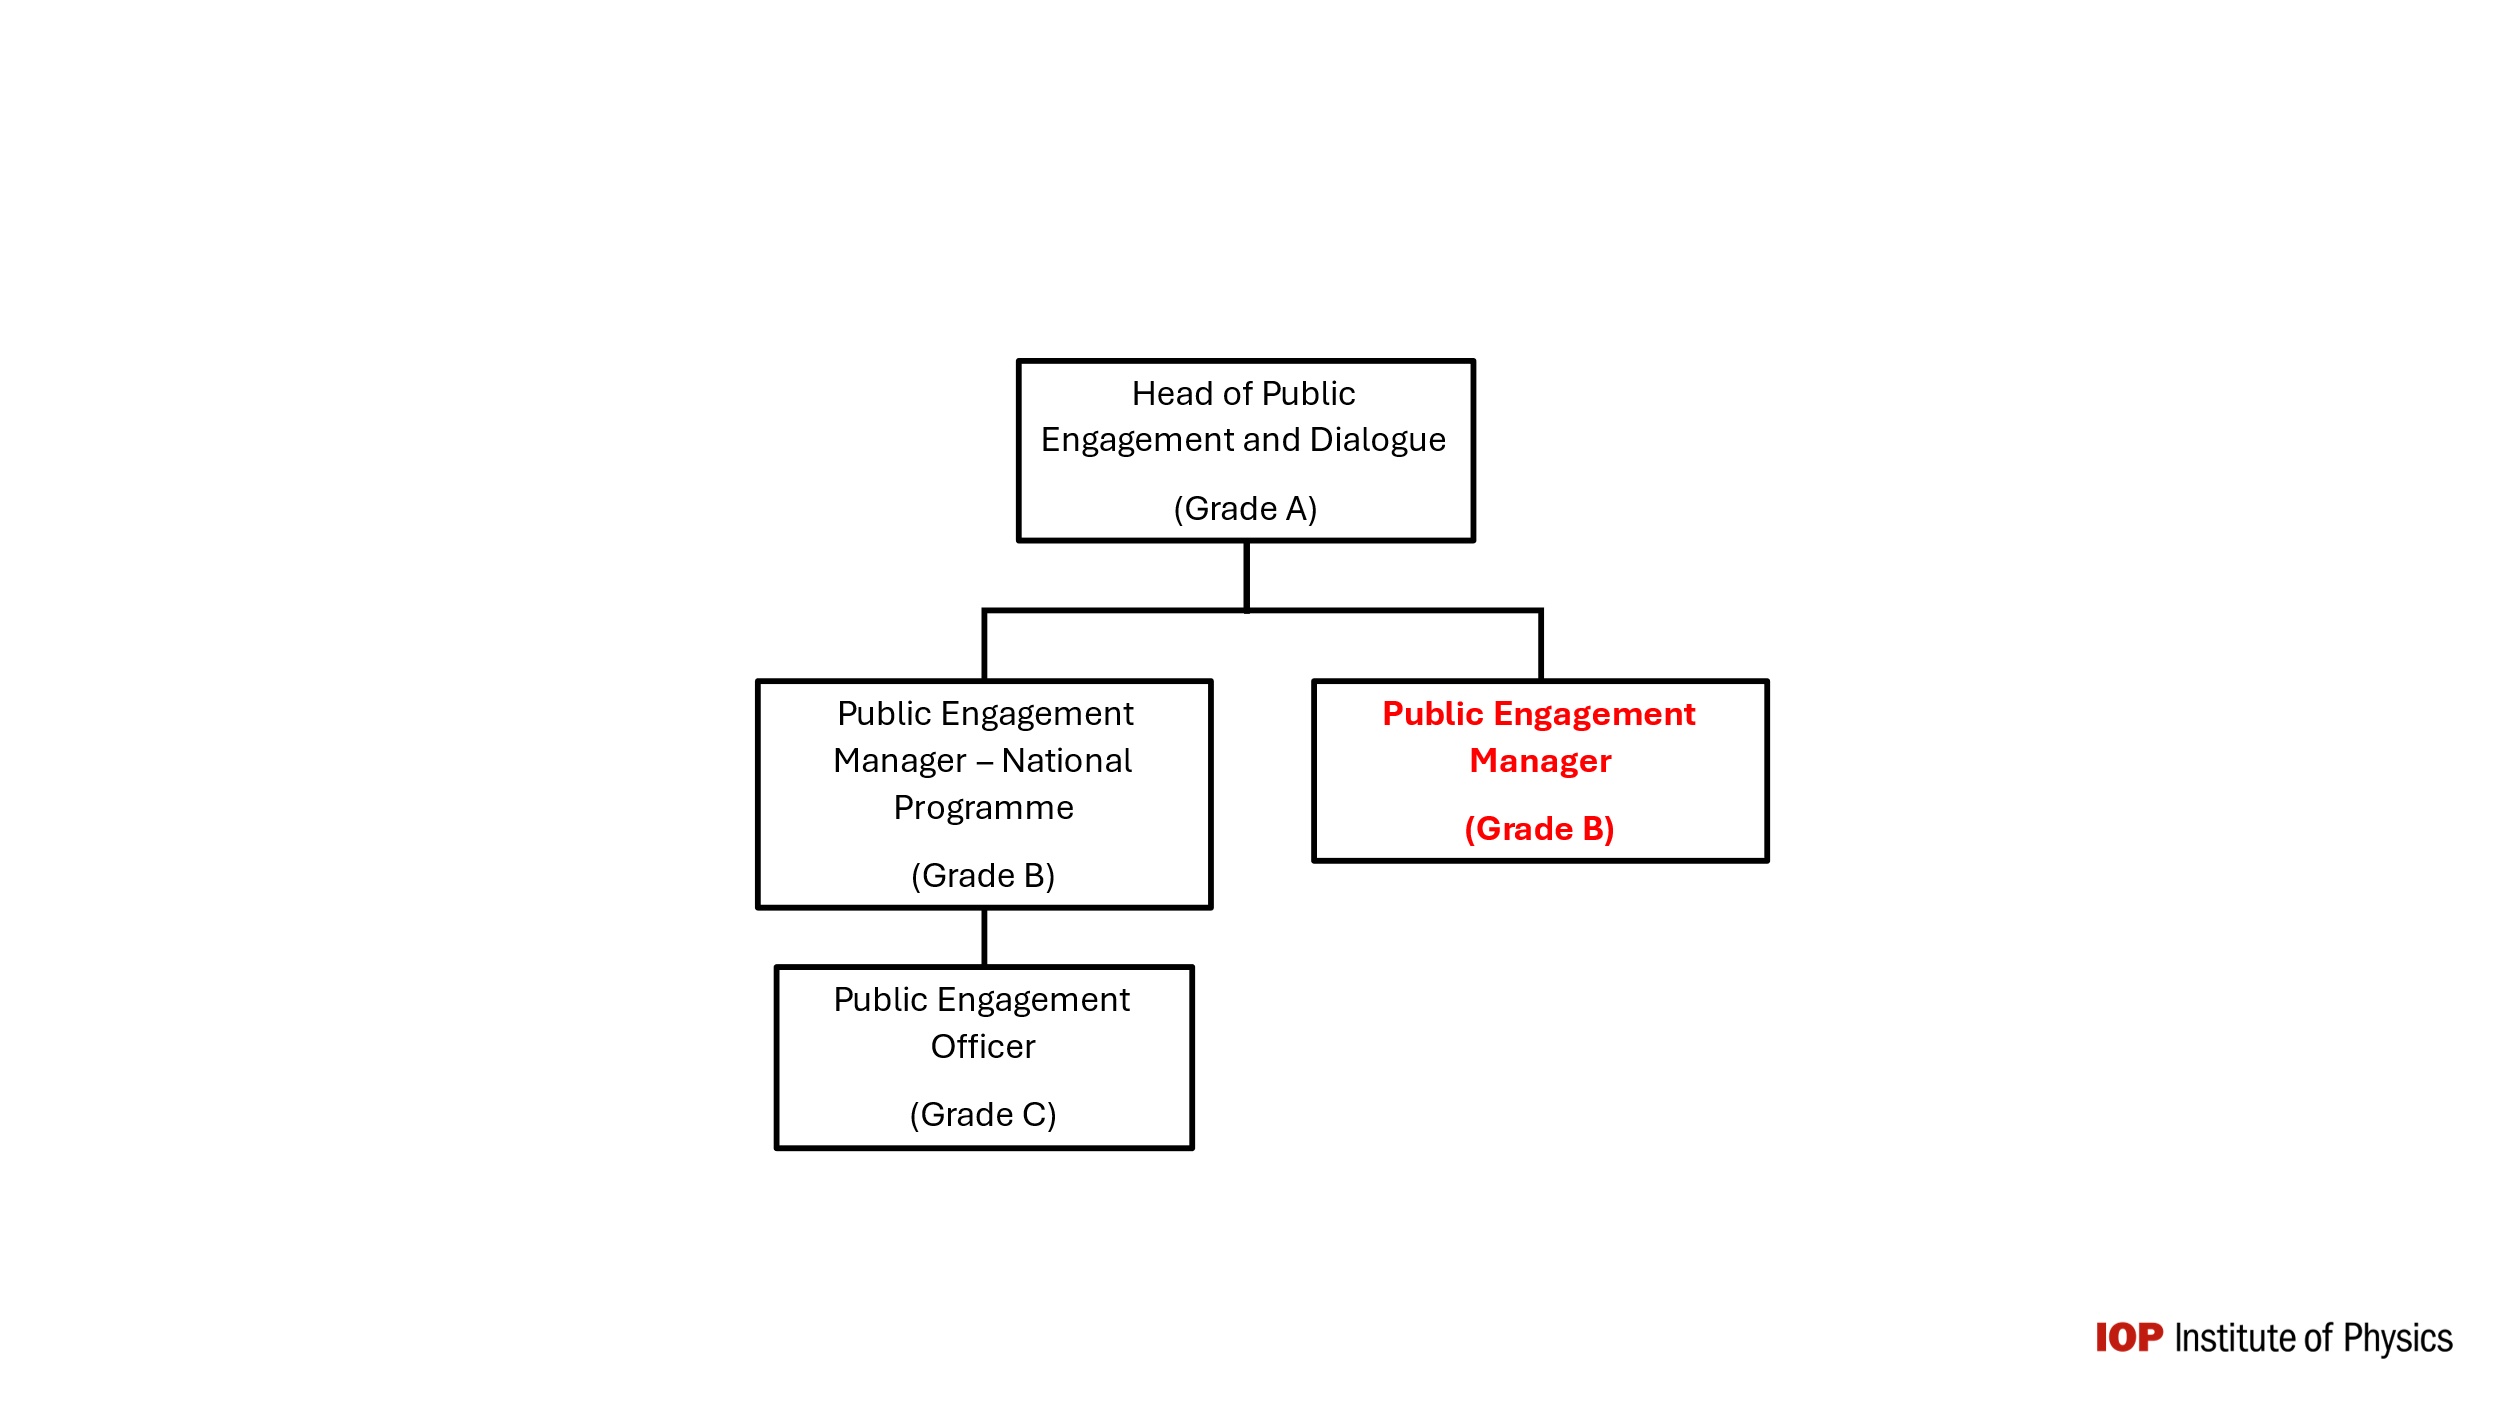 Head of Public
Engagement and Dialogue
(Grade A)
Public Engagement
Manager – National
Programme
(Grade B)
Public Engagement
Manager
(Grade B)
Public Engagement
Officer
(Grade C)
IOP Institute of Physics